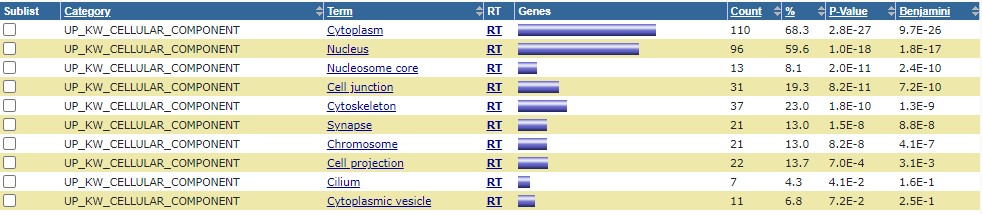 Sublist Category Term RT Genes Count % P-Value Benjamini
UP_KW_CELLULAR_COMPONENT Cytoplasm RT 110 68.3 2.8E-27 9.7E-26
UP_KW_CELLULAR_COMPONENT Nucleus RT 96 59.6 1.0E-18 1.8E-17
UP_KW_CELLULAR_COMPONENT Nucleosome core RT 13 8.1 2.0E-11 2.4E-10
UP_KW_CELLULAR_COMPONENT Cell junction RT 31 19.3 8.2E-11 7.2E-10
UP_KW_CELLULAR_COMPONENT Cytoskeleton RT 37 23.0 1.8E-10 1.3E-9
UP_KW_CELLULAR_COMPONENT Synapse RT 21 13.0 1.5E-8 8.8E-8
UP_KW_CELLULAR_COMPONENT Chromosome RT 21 13.0 8.2E-8 4.1E-7
UP_KW_CELLULAR_COMPONENT Cell projection RT 22 13.7 7.0E-4 3.1E-3
UP_KW_CELLULAR_COMPONENT Cilium RT 7 4.3 4.1E-2 1.6E-1
UP_KW_CELLULAR_COMPONENT Cytoplasmic vesicle RT 11 6.8 7.2E-2 2.5E-1